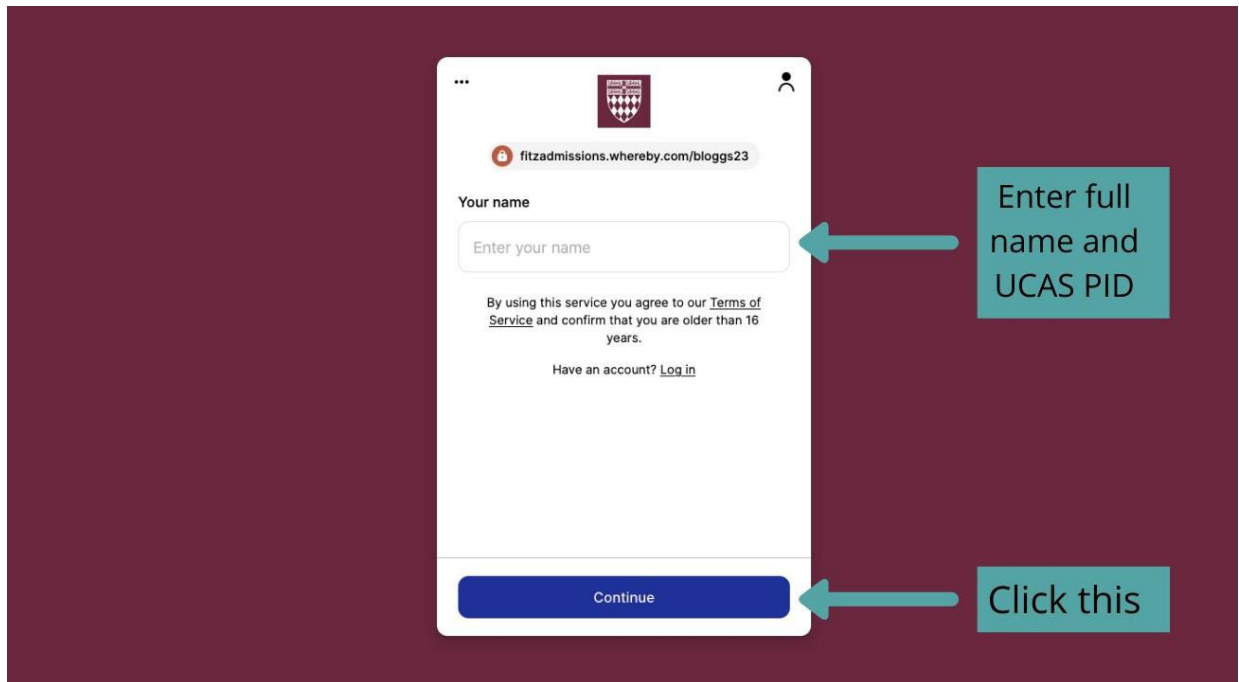 ...
fitzadmissions.whereby.com/bloggs23
Your name
Enter your name
By using this service you agree to our Terms of
Service and confirm that you are older than 16
years.
Have an account? Log in
Continue
Enter full
name and
UCAS PID
Click this